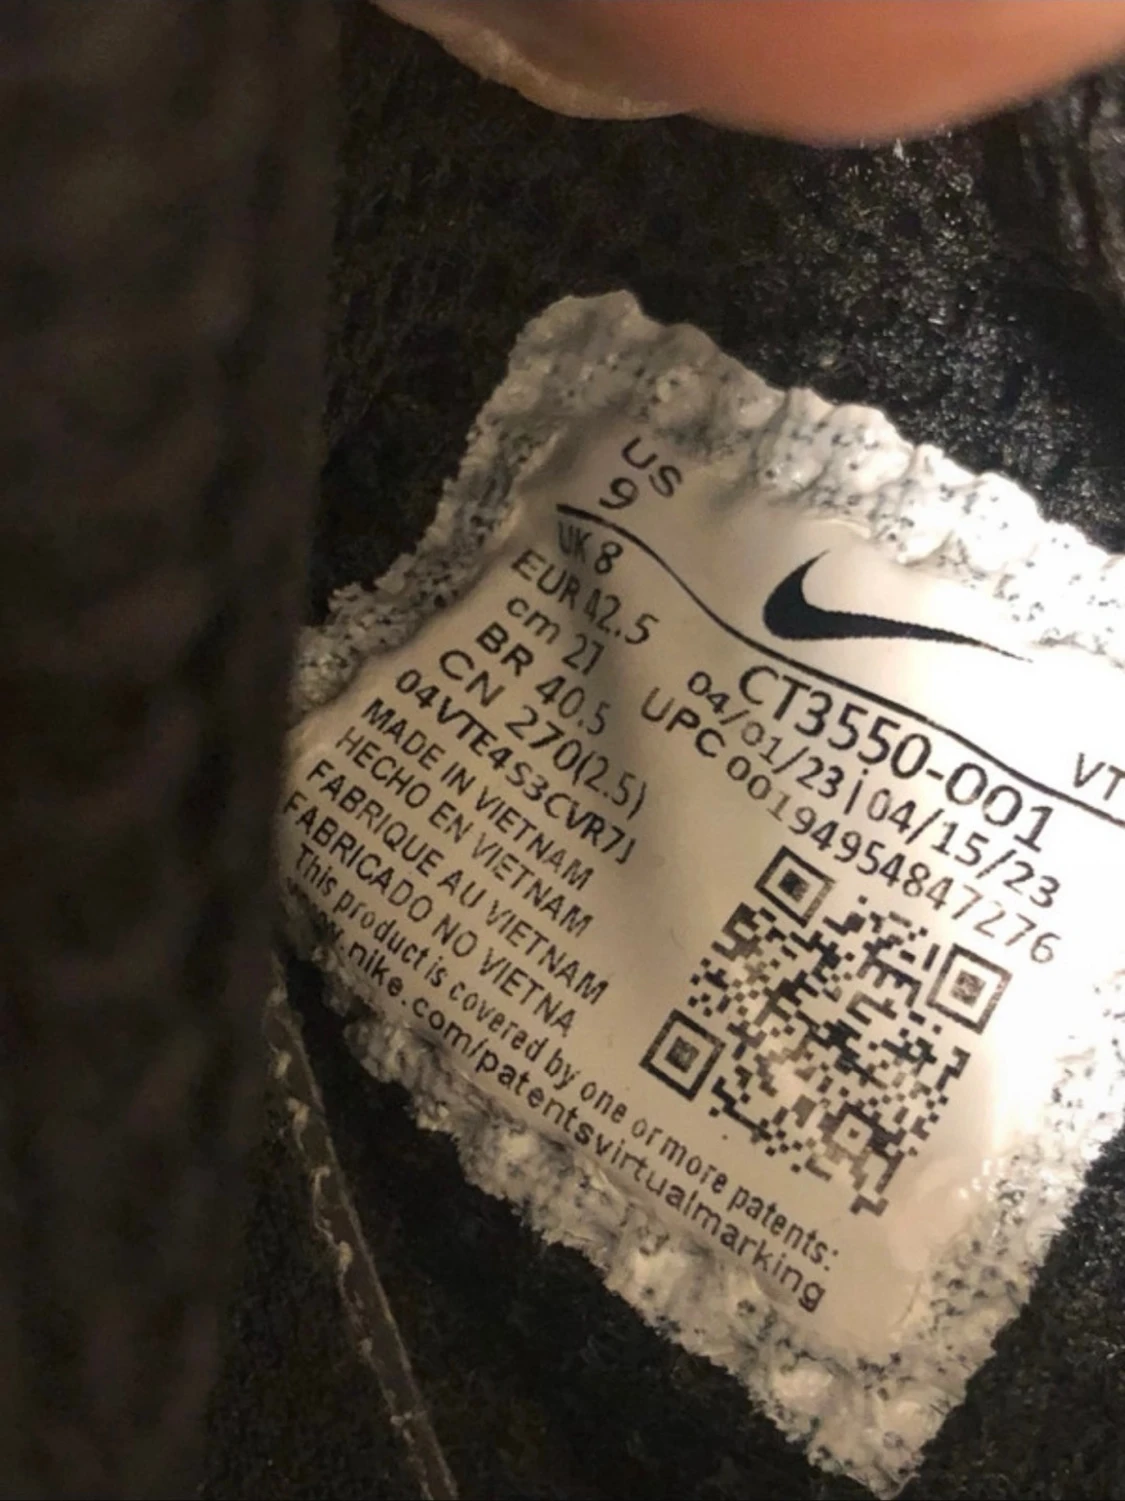 US
9
UK 8
EUR 42.5
cm 27
BR 40.5
CN 270(2.5)
04VTE4S3CVR7J
MADE IN VIETNAM
HECHO EN VIETNAM
FABRIQUE AU VIETNAM
FABRICADO NO VIETNA
This product is covered by one or more patents:
.nike.com/patentsvirtualmarking
VT
CT3550-001
04/01/23 | 04/15/23
UPC 00194954847276